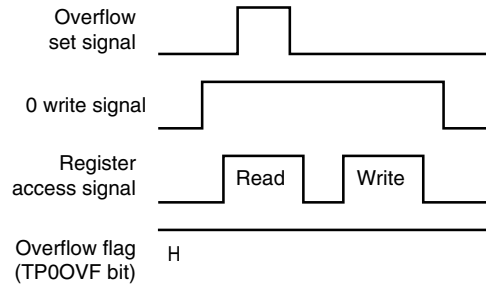 Overflow
set signal
0 write signal
Register
access signal
Read
Write
Overflow flag
(TP0OVF bit)
H